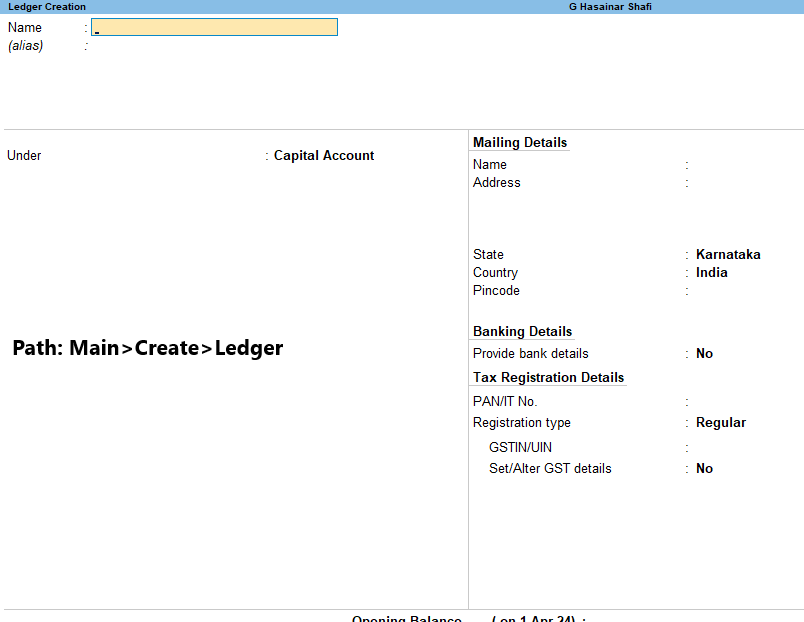 Ledger Creation G Hasainar Shafi
Name :
(alias) :
Under : Capital Account
Mailing Details
Name :
Address :
State : Karnataka
Country : India
Pincode :
Path: Main>Create>Ledger
Banking Details
Provide bank details : No
Tax Registration Details
PAN/IT No. :
Registration type : Regular
GSTIN/UIN :
Set/Alter GST details : No
Opening Balance ( on 1 Apr 24) :